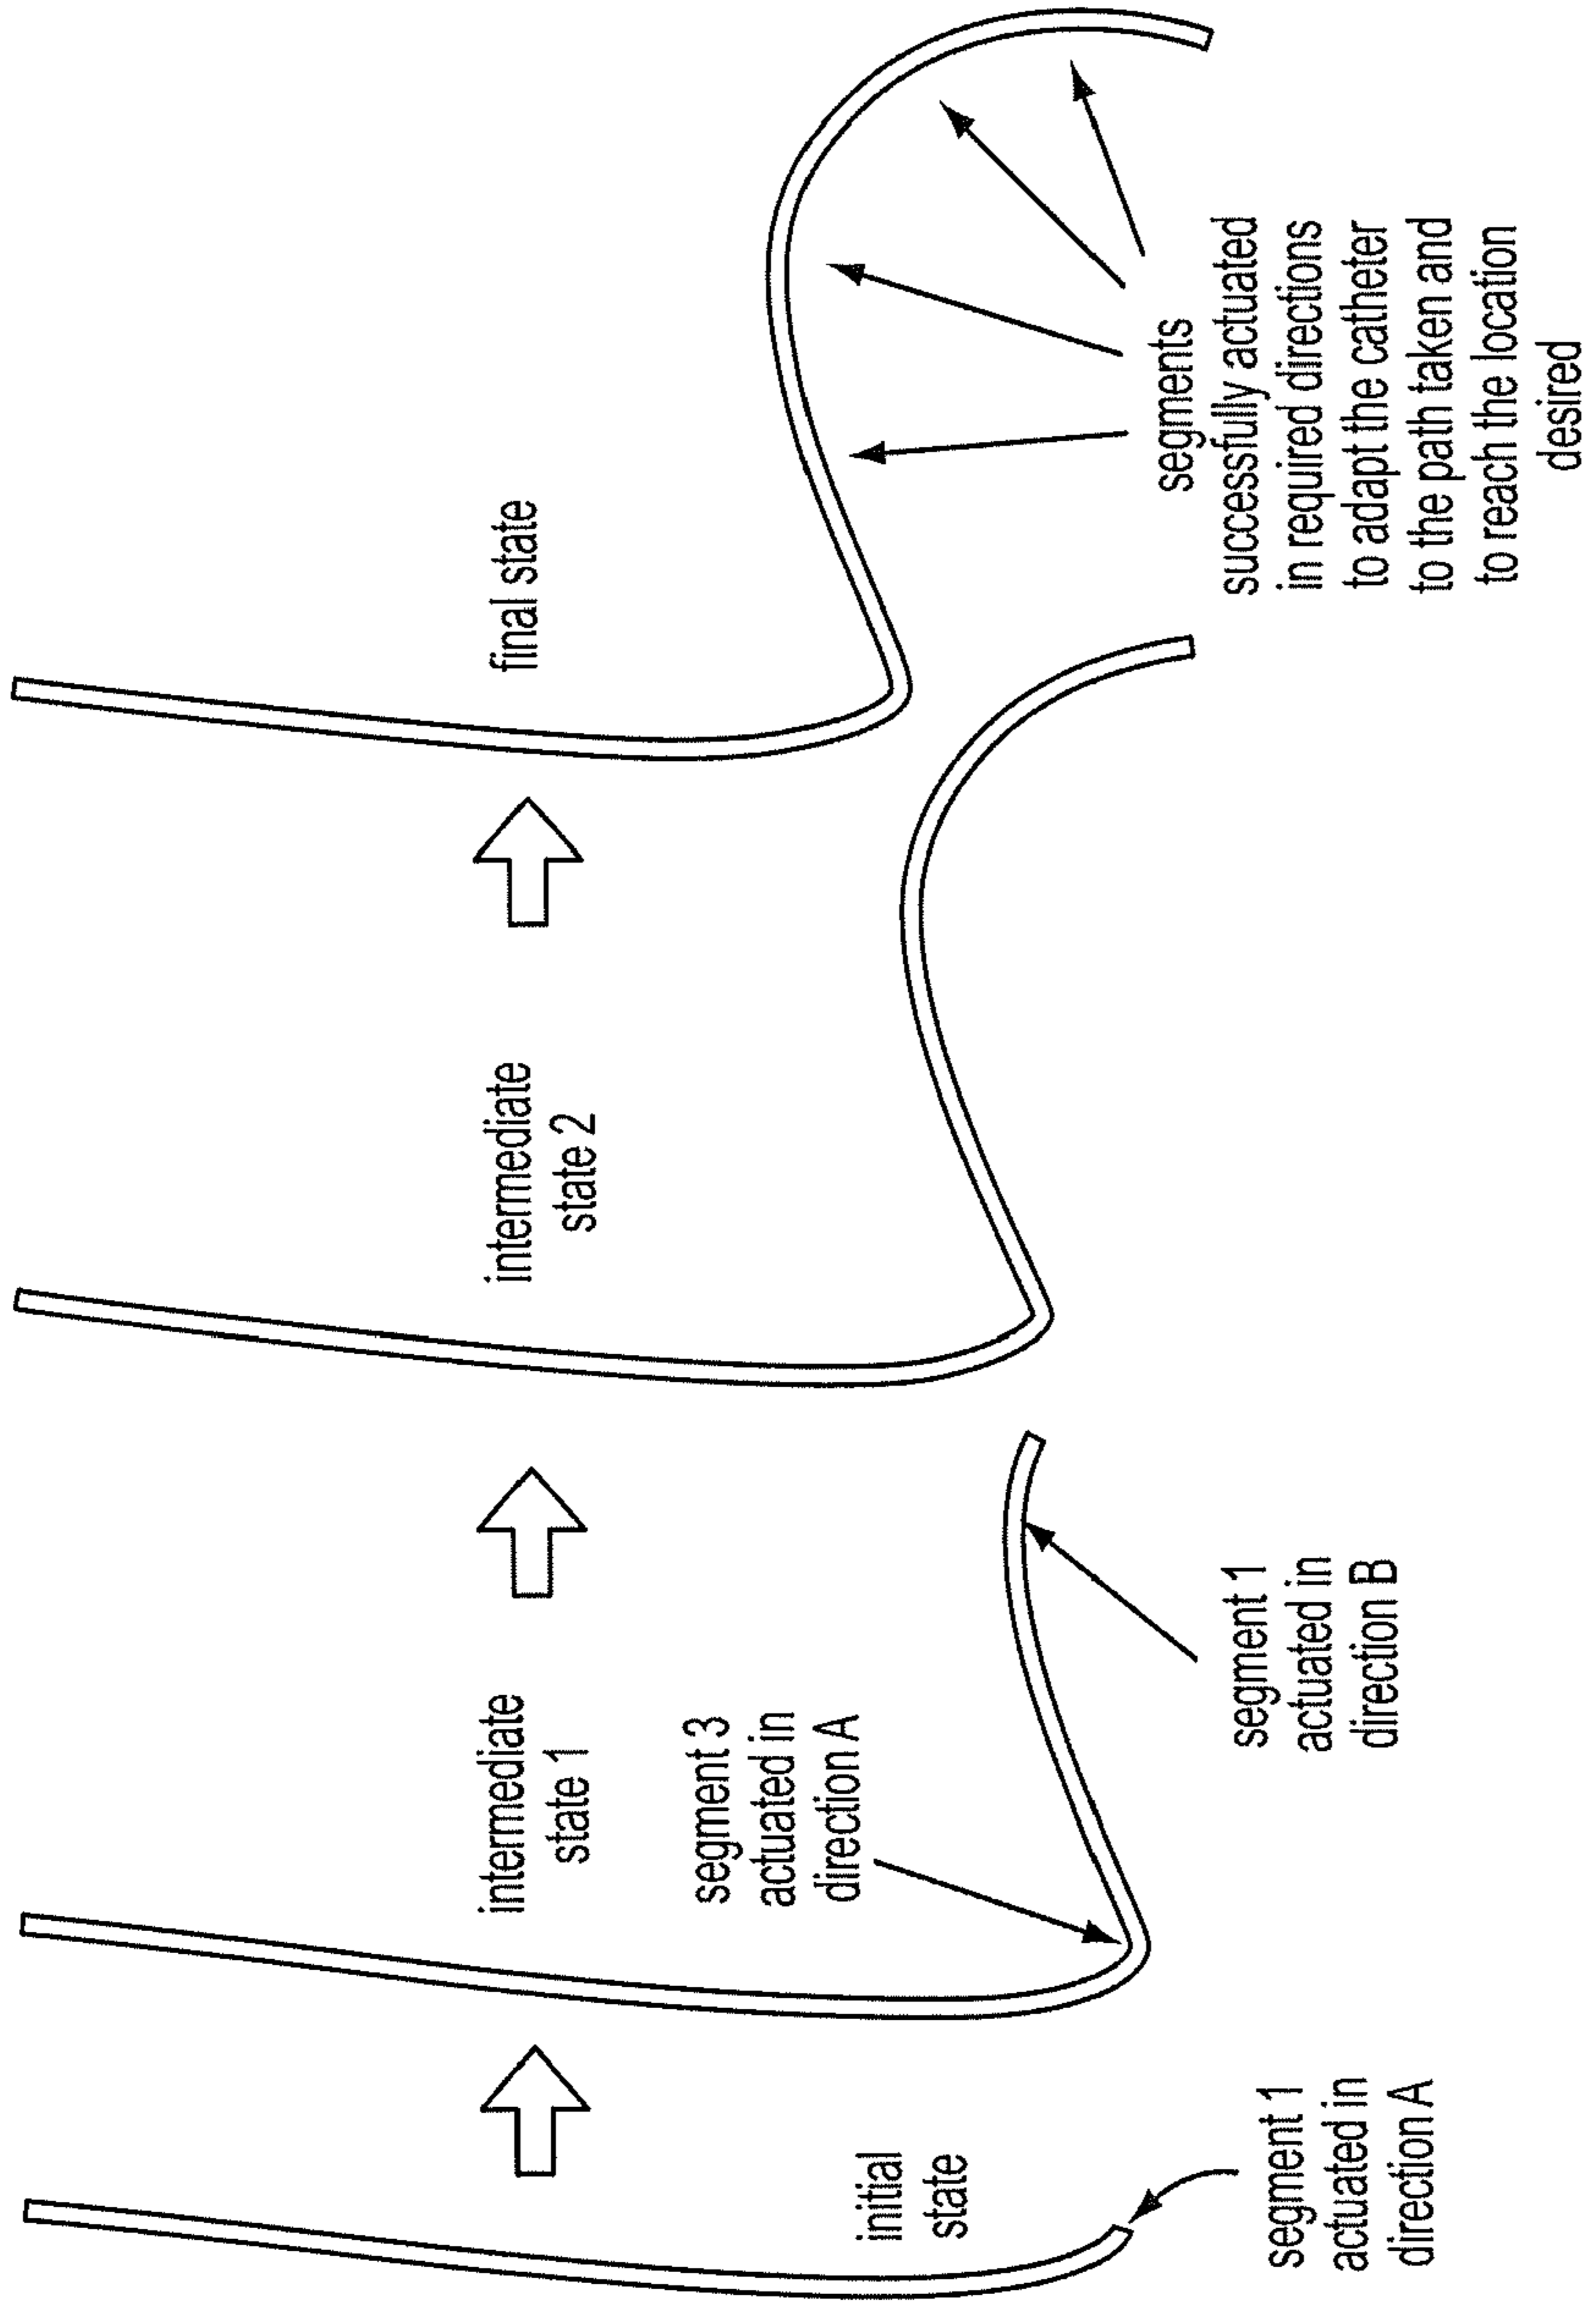 initial
state
segment 1
actuated in
direction A
intermediate
state 1
segment 3
actuated in
direction A
segment 1
actuated in
direction B
intermediate
state 2
final state
segments
successfully actuated
in required directions
to adapt the catheter
to the path taken and
to reach the location
desired